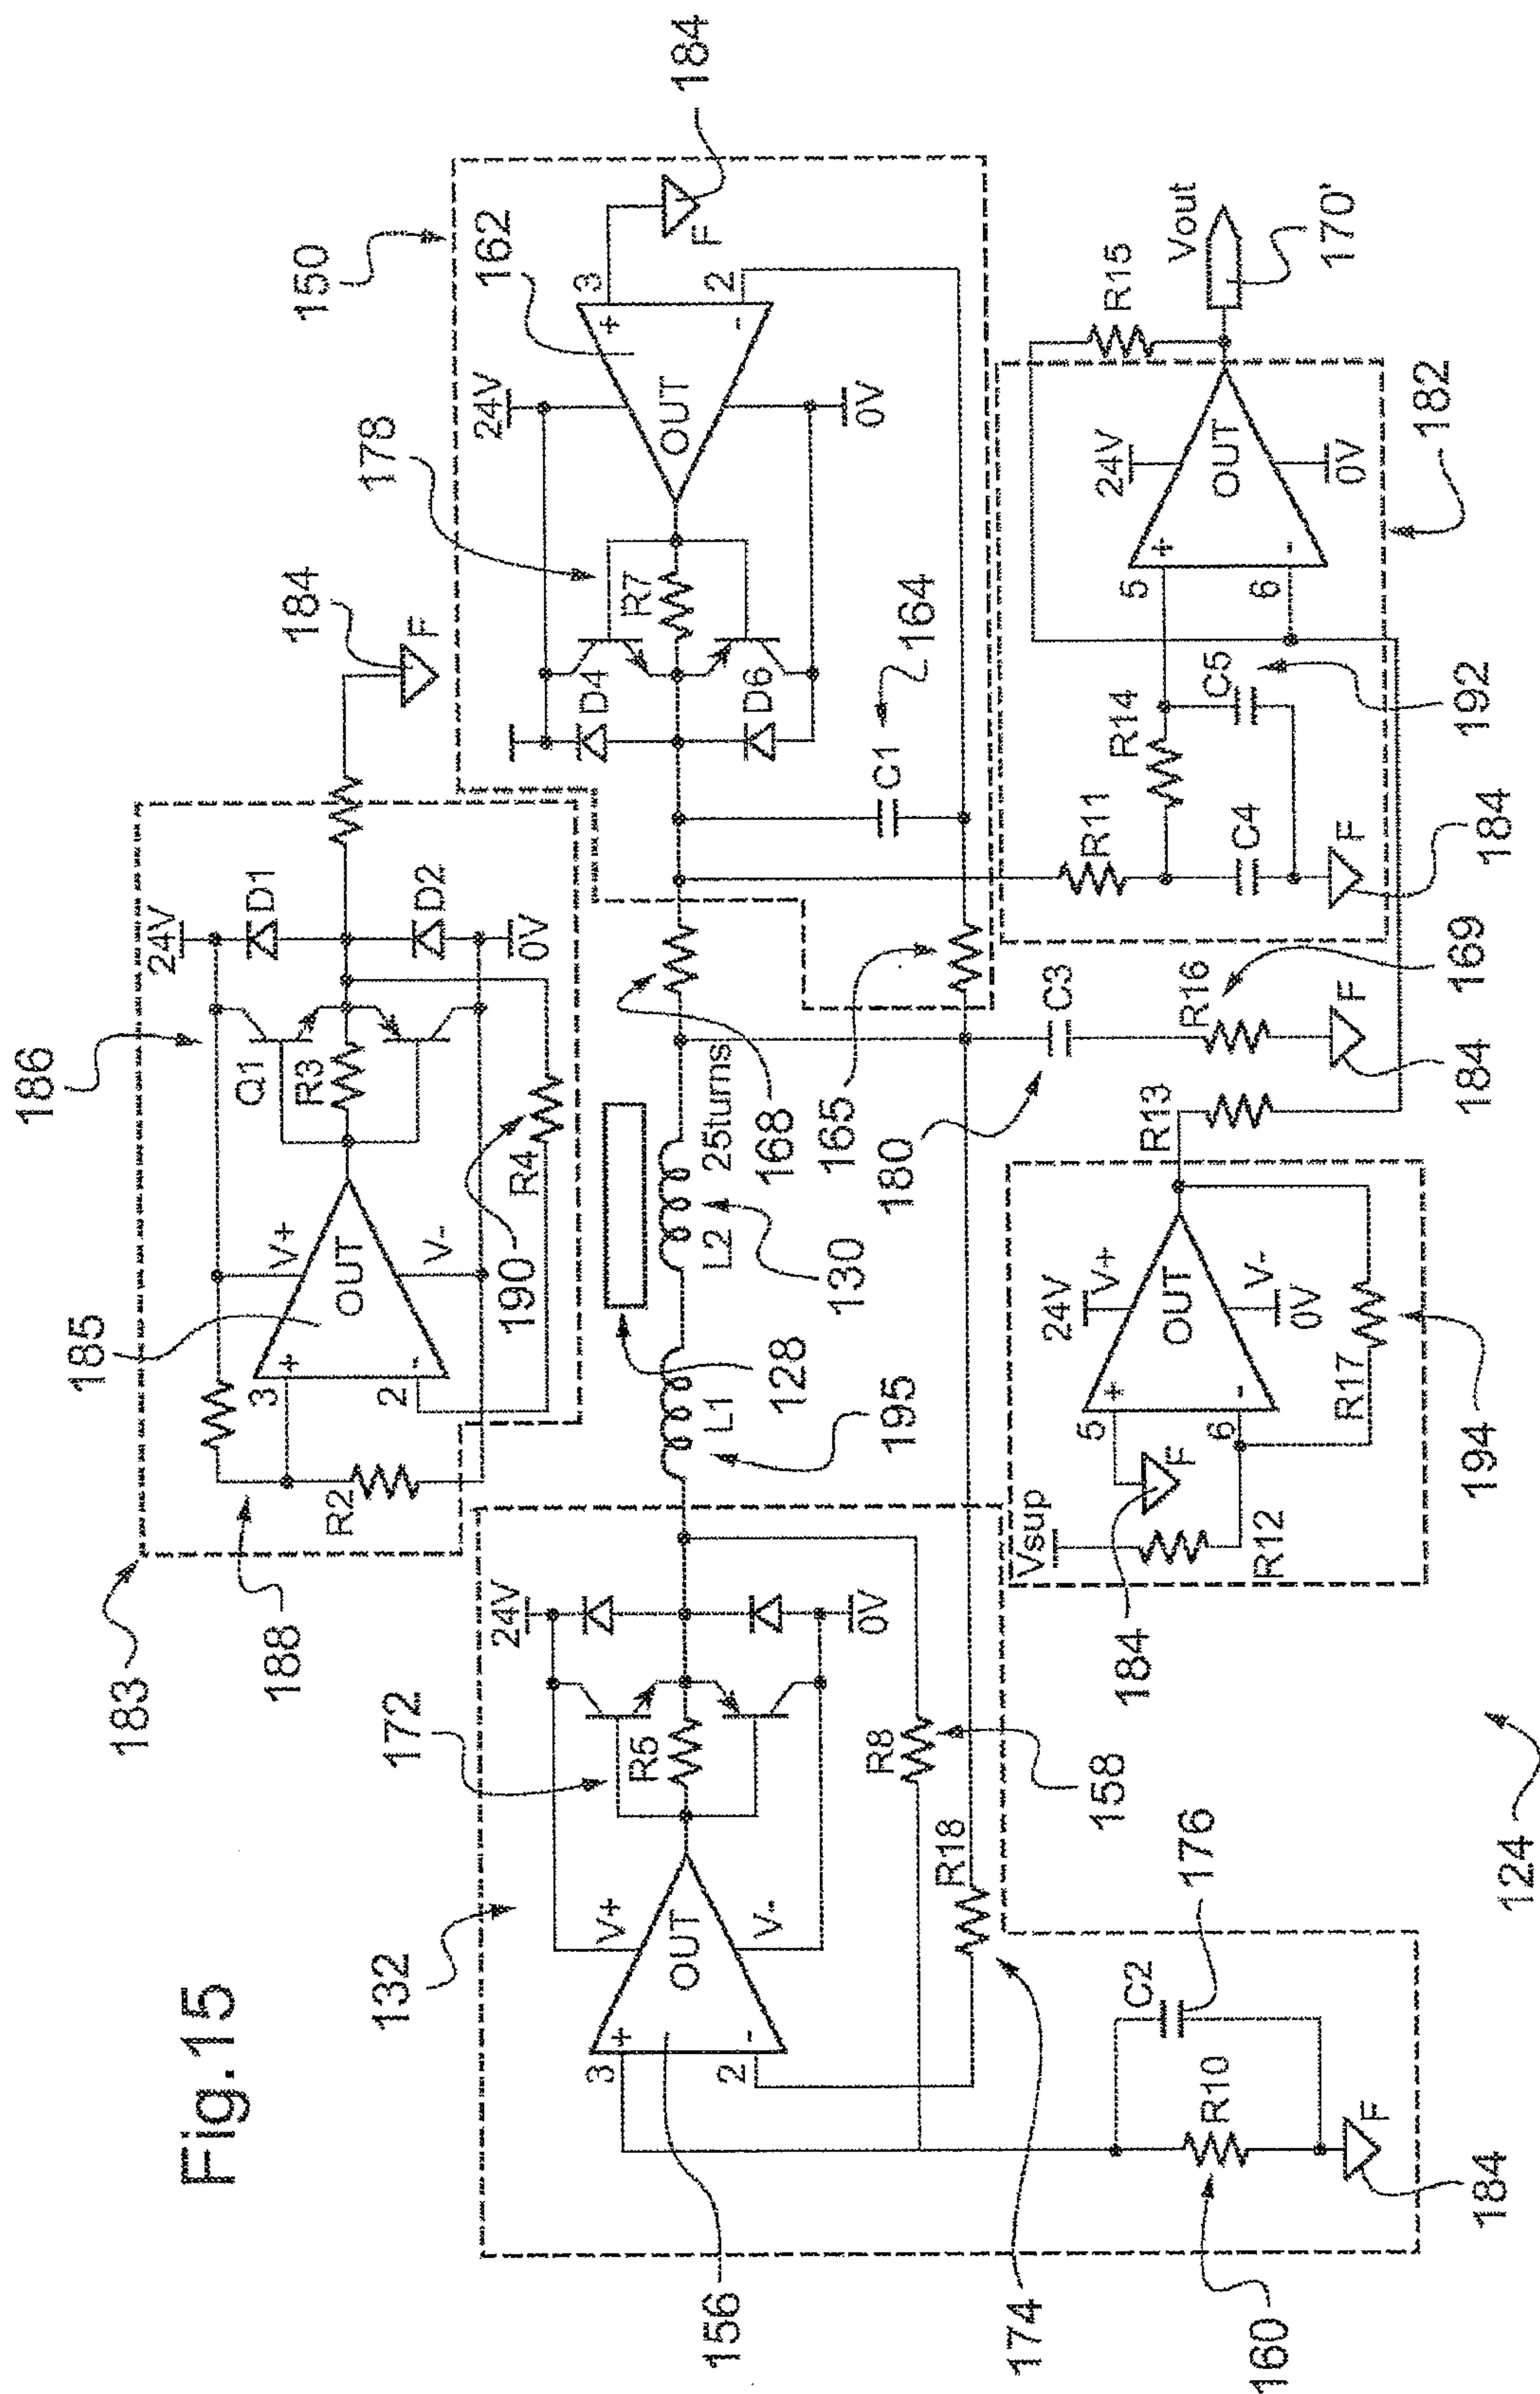 Fig.15
183
188
185
186
184
F
24V
D1
D2
0V
Q1
R3
V+
OUT
V-
3
+
2
-
R2
190
R4
150
162
184
F
3
+
2
-
24V
OUT
0V
178
R7
D4
D6
C1
164
132
172
24V
0V
R5
V+
OUT
V-
3
+
2
-
156
R8
158
R18
174
C2
176
R10
160
F
184
L1
195
128
L2
25turns
130
168
165
180
C3
R16
169
F
184
R11
R14
C4
C5
192
F
184
5
+
6
-
24V
OUT
0V
182
R15
Vout
170'
R13
Vsup
184
F
R12
5
+
6
-
24V
V+
OUT
V-
0V
R17
194
124